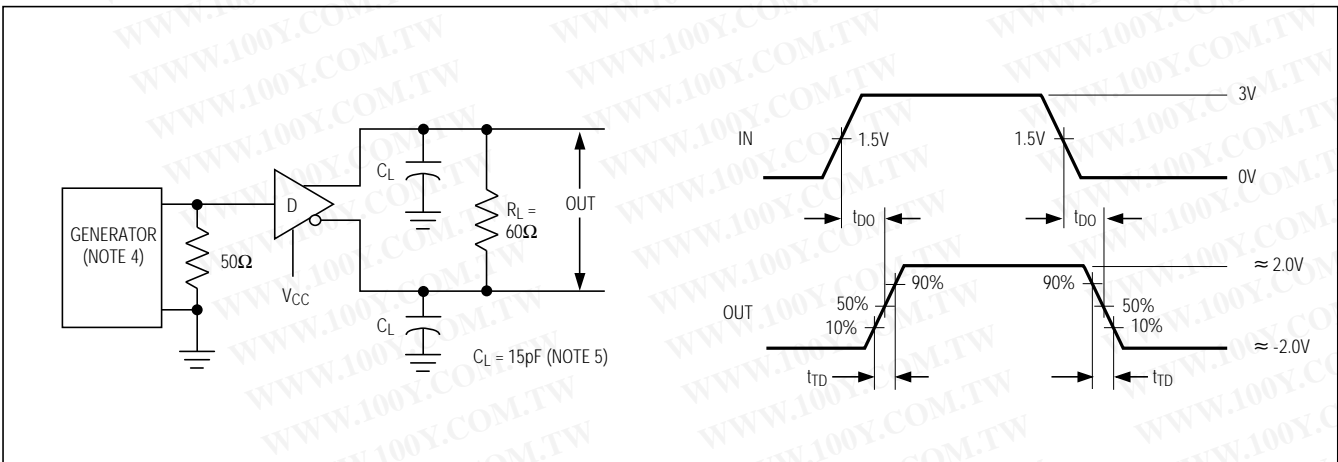 GENERATOR
(NOTE 4)
50Ω
D
VCC
CL
CL
RL =
60Ω
OUT
CL = 15pF (NOTE 5)
IN
1.5V
1.5V
3V
0V
tDO
tDO
OUT
90%
50%
10%
90%
50%
10%
≈ 2.0V
≈ -2.0V
tTD
tTD
WWW.100Y.COM.TW